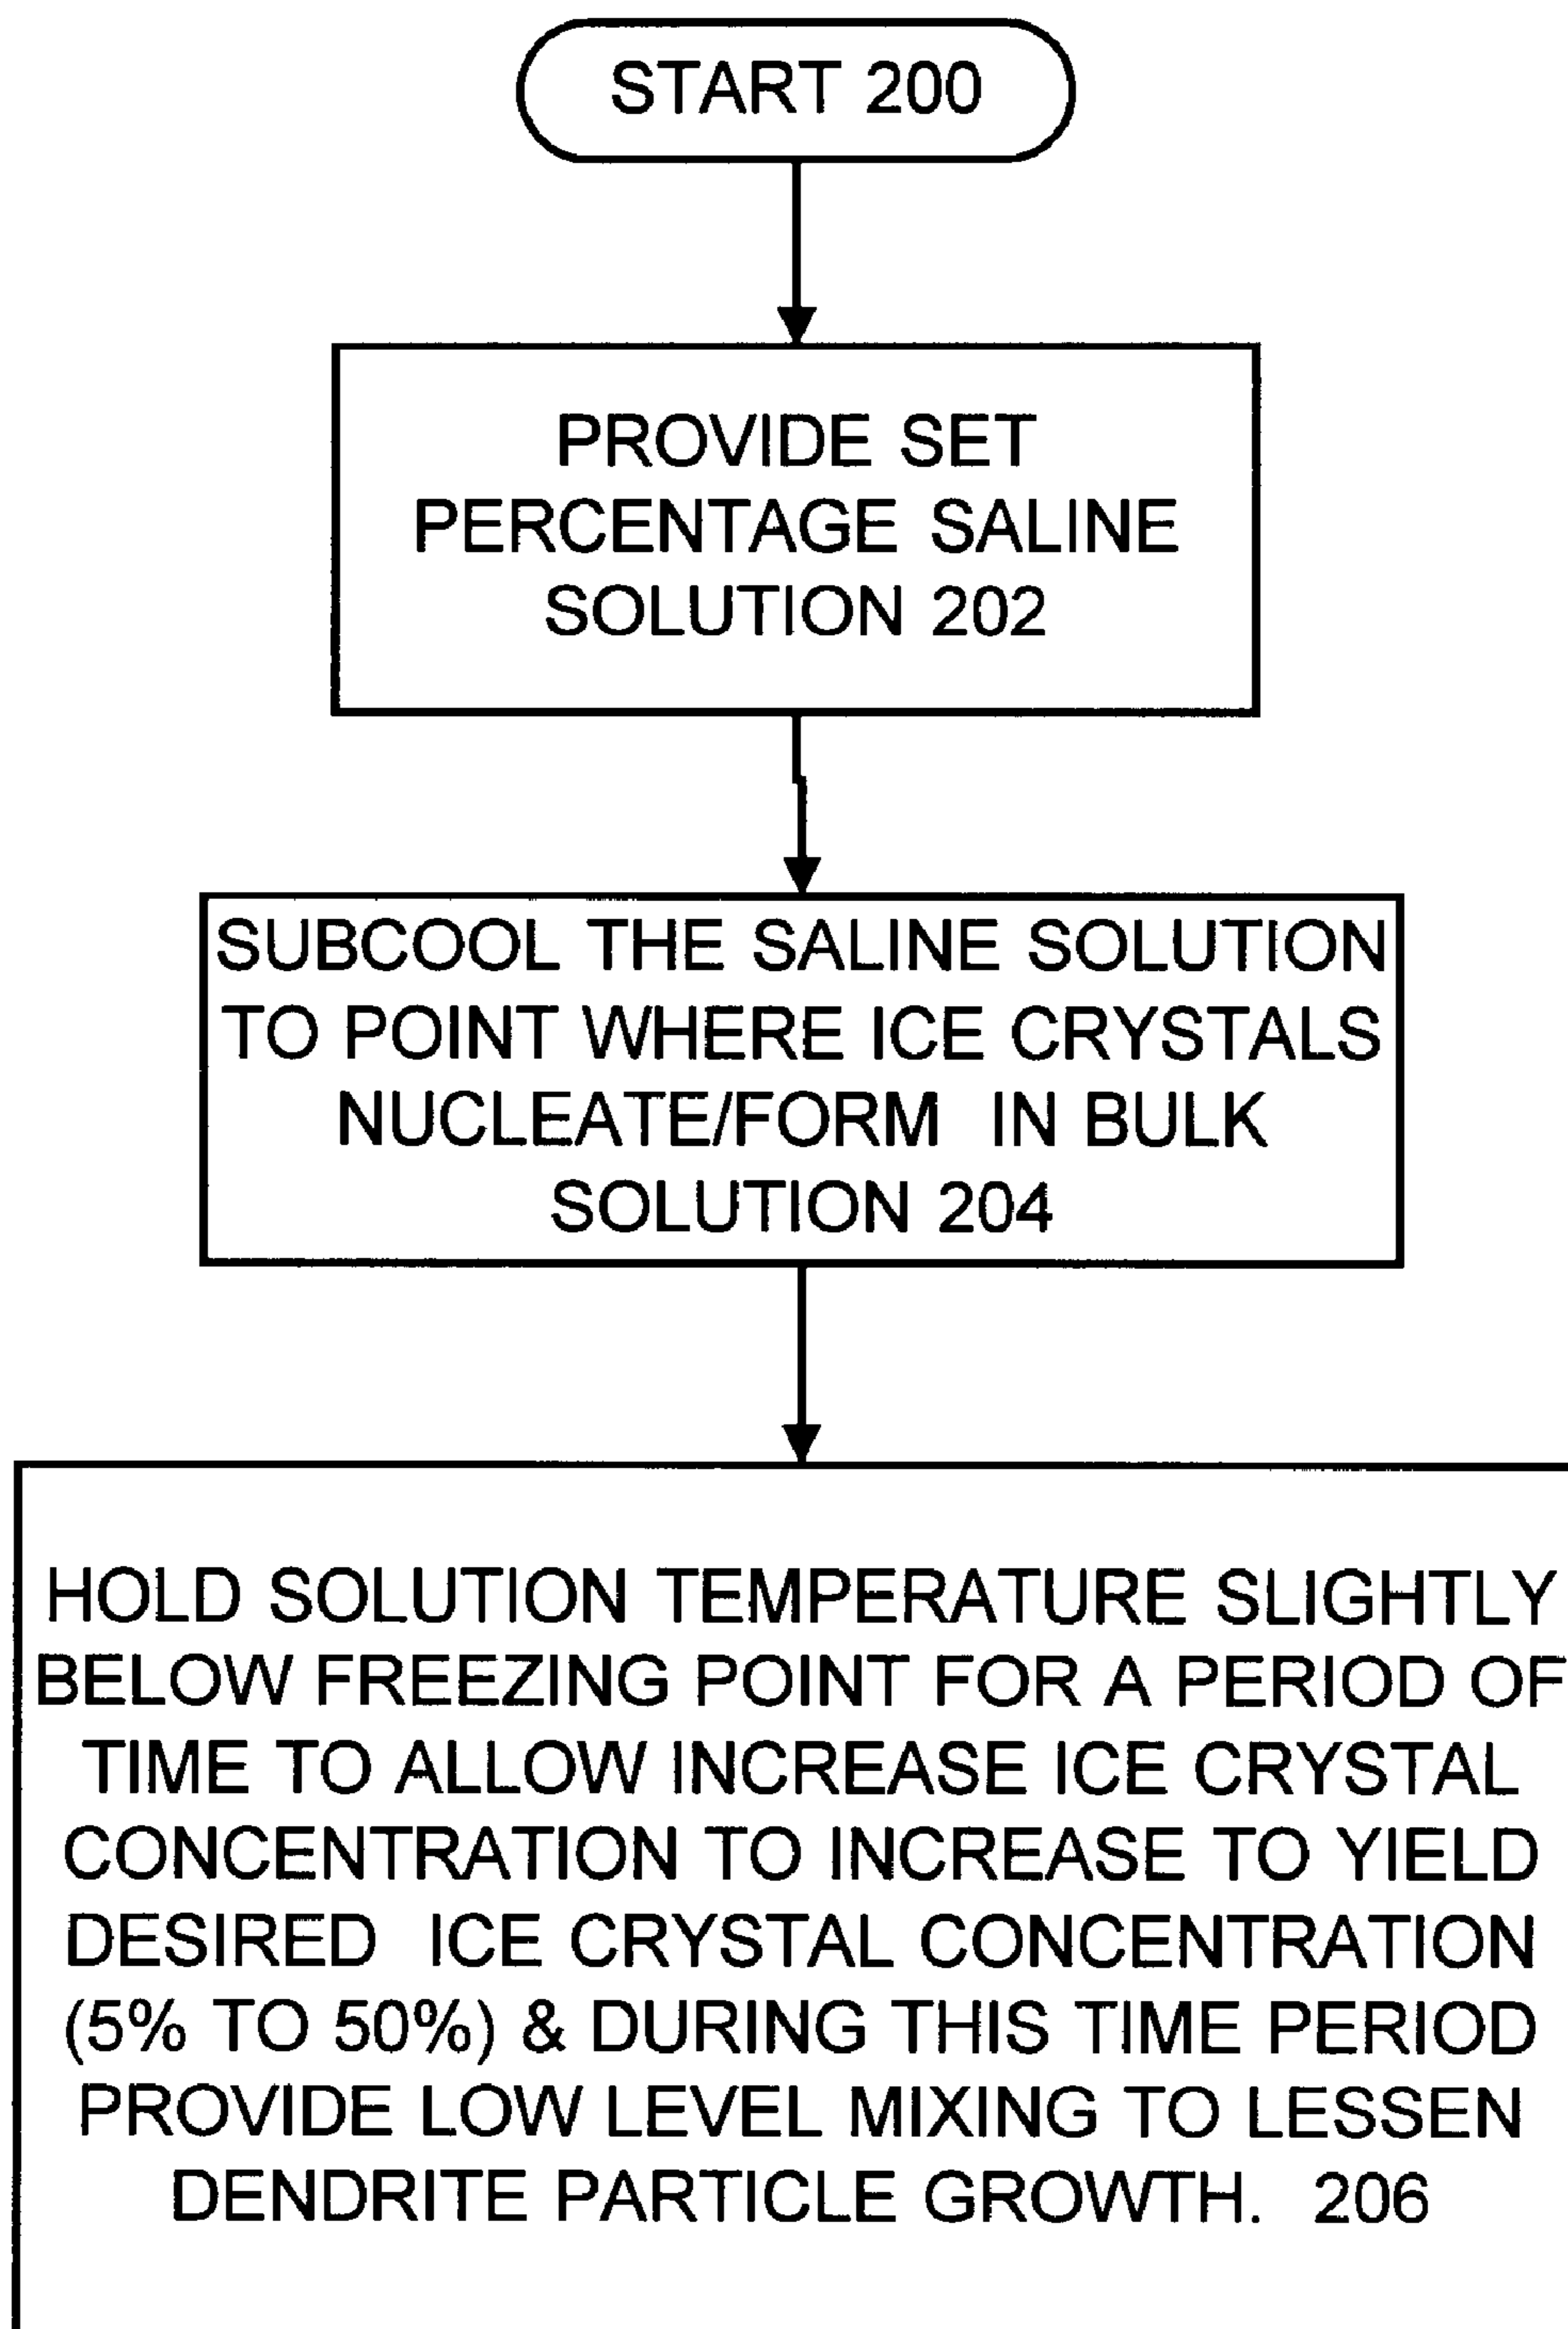 START 200
PROVIDE SET
PERCENTAGE SALINE
SOLUTION 202
SUBCOOL THE SALINE SOLUTION
TO POINT WHERE ICE CRYSTALS
NUCLEATE/FORM IN BULK
SOLUTION 204
HOLD SOLUTION TEMPERATURE SLIGHTLY
BELOW FREEZING POINT FOR A PERIOD OF
TIME TO ALLOW INCREASE ICE CRYSTAL
CONCENTRATION TO INCREASE TO YIELD
DESIRED ICE CRYSTAL CONCENTRATION
(5% TO 50%) & DURING THIS TIME PERIOD
PROVIDE LOW LEVEL MIXING TO LESSEN
DENDRITE PARTICLE GROWTH. 206